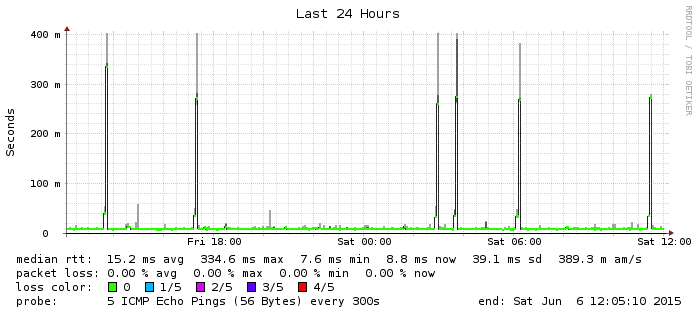 Last 24 Hours
RRDTOOL / TOBI OETIKER
Seconds
400 m
300 m
200 m
100 m
0
Fri 18:00 Sat 00:00 Sat 06:00 Sat 12:00
median rtt: 15.2 ms avg 334.6 ms max 7.6 ms min 8.8 ms now 39.1 ms sd 389.3 m am/s
packet loss: 0.00 % avg 0.00 % max 0.00 % min 0.00 % now
loss color: 0 1/5 2/5 3/5 4/5
probe: 5 ICMP Echo Pings (56 Bytes) every 300s end: Sat Jun 6 12:05:10 2015